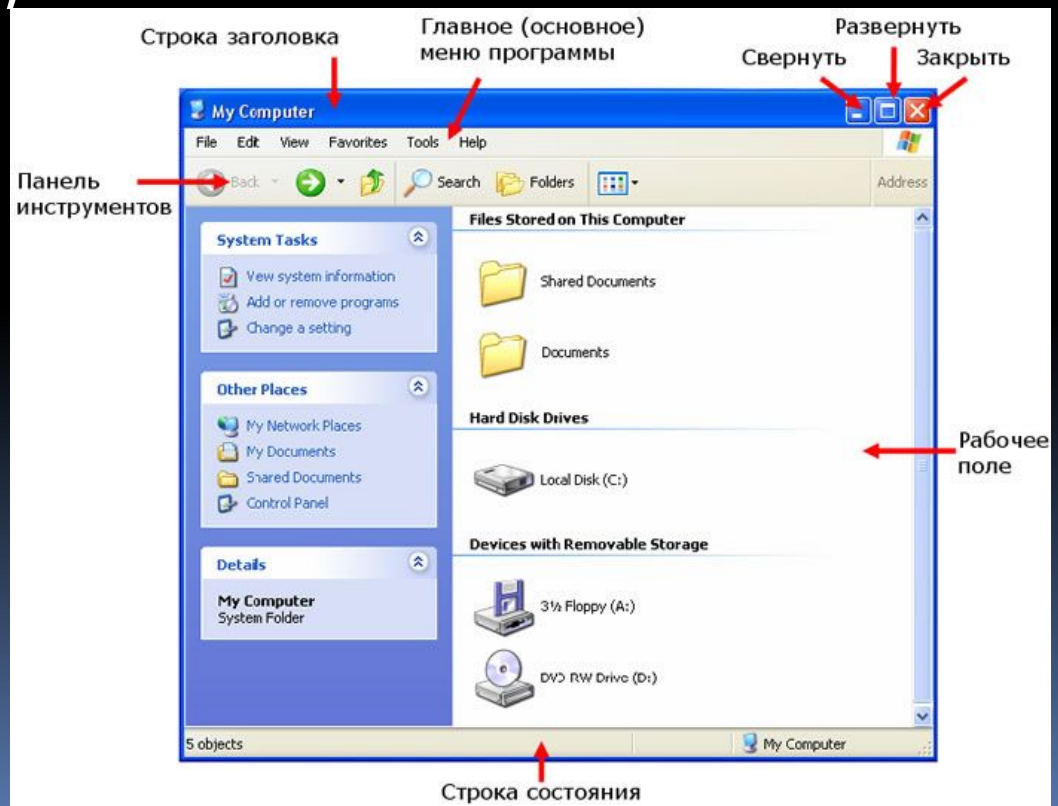 Строка заголовка
Главное (основное)
меню программы
Развернуть
Свернуть
Закрыть
My Computer
File Edit View Favorites Tools Help
Панель
инструментов
Back Search Folders Address
System Tasks
View system information
Add or remove programs
Change a setting
Other Places
My Network Places
My Documents
Shared Documents
Control Panel
Details
My Computer
System Folder
Files Stored on This Computer
Shared Documents
Documents
Hard Disk Drives
Local Disk (C:)
Devices with Removable Storage
3½ Floppy (A:)
DVD RW Drive (D:)
Рабочее
поле
5 objects
My Computer
Строка состояния